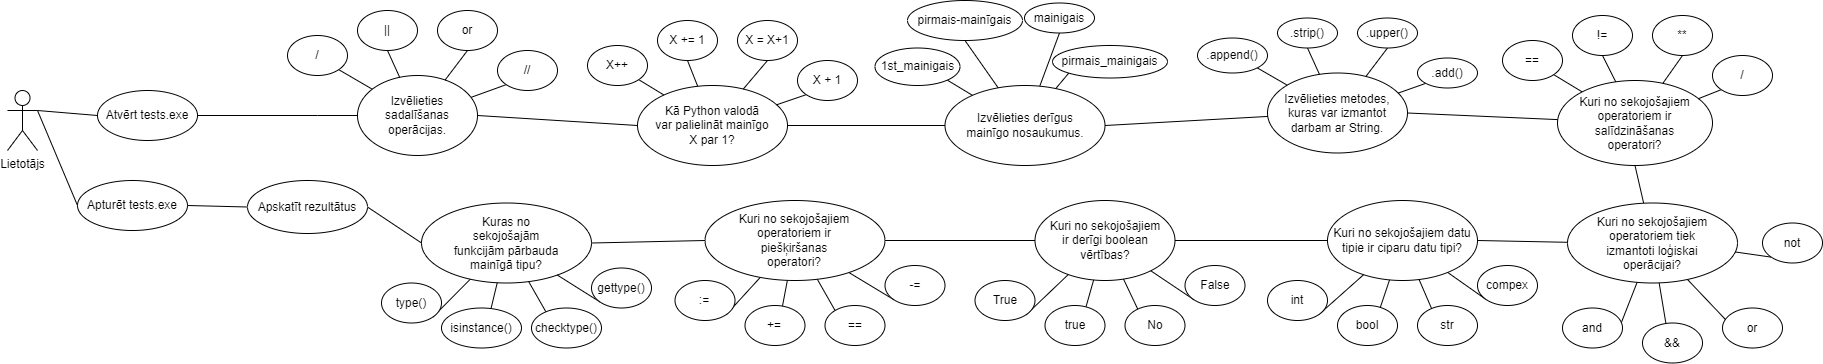 Lietotājs
Atvērt tests.exe
/
||
or
//
Izvēlieties
sadalīšanas
operācijas.
X++
X += 1
X = X+1
X + 1
Kā Python valodā
var palielināt mainīgo
X par 1?
1st_mainigais
pirmais-mainīgais
mainigais
pirmais_mainigais
Izvēlieties derīgus
mainīgo nosaukumus.
.append()
.strip()
.upper()
.add()
Izvēlieties metodes,
kuras var izmantot
darbam ar String.
==
!=
**
/
Kuri no sekojošajiem
operatoriem ir
salīdzināšanas
operatori?
Kuri no sekojošajiem
operatoriem tiek
izmantoti loģiskai
operācijai?
not
and
&&
or
Kuri no sekojošajiem datu
tipie ir ciparu datu tipi?
int
bool
str
compex
Kuri no sekojošajiem
ir derīgi boolean
vērtības?
True
true
No
False
Kuri no sekojošajiem
operatoriem ir
piešķiršanas
operatori?
:=
+=
==
-=
Kuras no
sekojošajām
funkcijām pārbauda
mainīgā tipu?
type()
isinstance()
checktype()
gettype()
Apskatīt rezultātus
Apturēt tests.exe